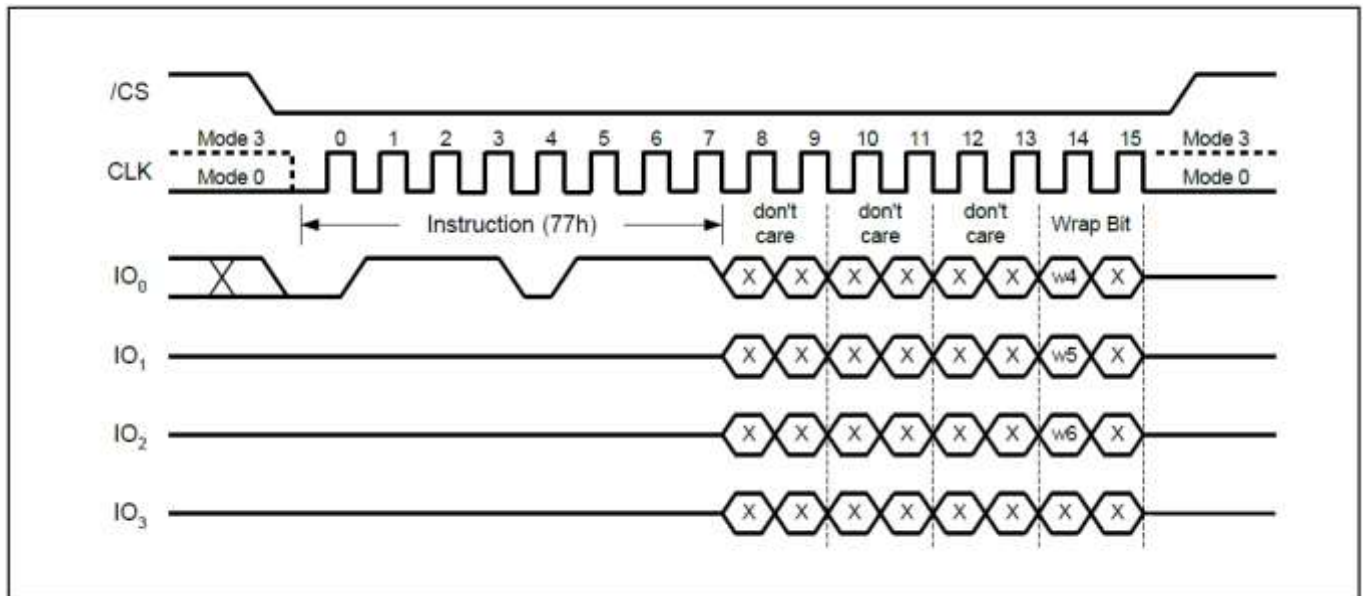 /CS
Mode 3 0 1 2 3 4 5 6 7 8 9 10 11 12 13 14 15 Mode 3
CLK
Mode 0 Mode 0
Instruction (77h) don't don't don't Wrap Bit
care care care
IO0 X X X X X X X w4 X
IO1 X X X X X X w5 X
IO2 X X X X X X w6 X
IO3 X X X X X X X X